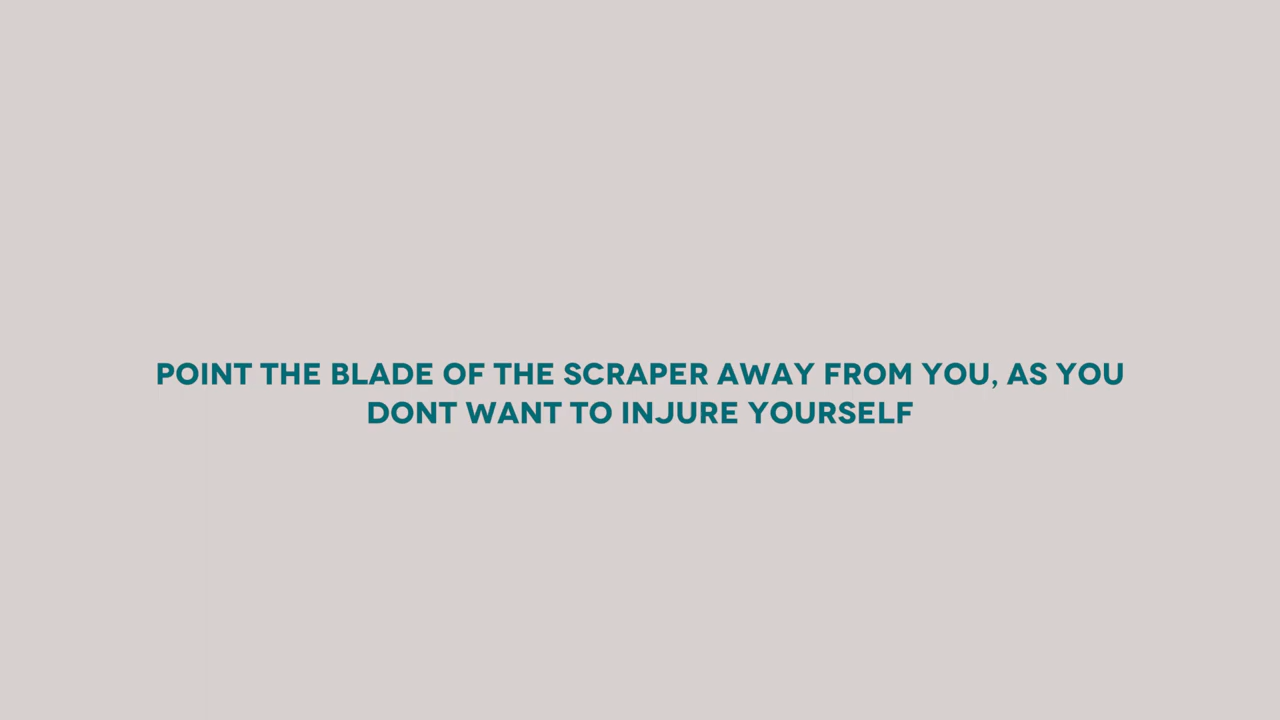 POINT THE BLADE OF THE SCRAPER AWAY FROM YOU, AS YOU
DONT WANT TO INJURE YOURSELF